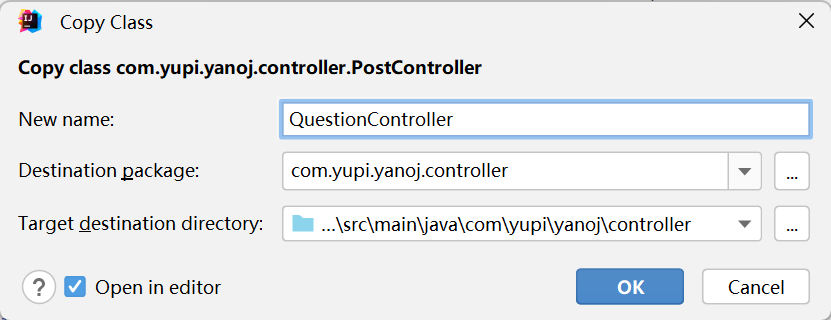 Copy Class
Copy class com.yupi.yanoj.controller.PostController
New name: QuestionController
Destination package: com.yupi.yanoj.controller ...
Target destination directory: ...\src\main\java\com\yupi\yanoj\controller ...
? Open in editor OK Cancel